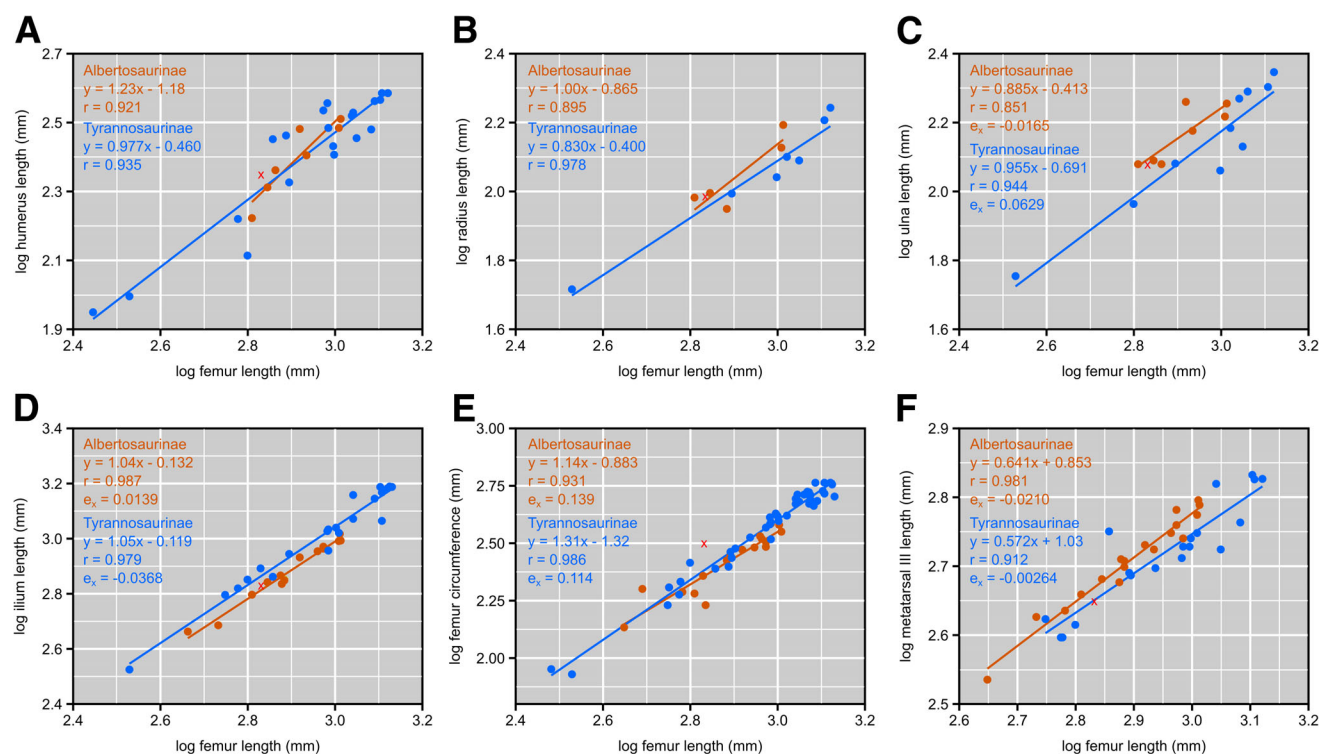 A
2.7
2.5
2.3
2.1
1.9
2.4
2.6
2.8
3.0
3.2
log humerus length (mm)
log femur length (mm)
Albertosaurinae
y = 1.23x - 1.18
r = 0.921
Tyrannosaurinae
y = 0.977x - 0.460
r = 0.935
x
B
2.4
2.2
2.0
1.8
1.6
2.4
2.6
2.8
3.0
3.2
log radius length (mm)
log femur length (mm)
Albertosaurinae
y = 1.00x - 0.865
r = 0.895
Tyrannosaurinae
y = 0.830x - 0.400
r = 0.978
x
C
2.4
2.2
2.0
1.8
1.6
2.4
2.6
2.8
3.0
3.2
log ulna length (mm)
log femur length (mm)
Albertosaurinae
y = 0.885x - 0.413
r = 0.851
eₓ = -0.0165
Tyrannosaurinae
y = 0.955x - 0.691
r = 0.944
eₓ = 0.0629
x
D
3.4
3.2
3.0
2.8
2.6
2.4
2.4
2.6
2.8
3.0
3.2
log ilium length (mm)
log femur length (mm)
Albertosaurinae
y = 1.04x - 0.132
r = 0.987
eₓ = 0.0139
Tyrannosaurinae
y = 1.05x - 0.119
r = 0.979
eₓ = -0.0368
x
E
3.00
2.75
2.50
2.25
2.00
2.4
2.6
2.8
3.0
3.2
log femur circumference (mm)
log femur length (mm)
Albertosaurinae
y = 1.14x - 0.883
r = 0.931
eₓ = 0.139
Tyrannosaurinae
y = 1.31x - 1.32
r = 0.986
eₓ = 0.114
x
F
2.9
2.8
2.7
2.6
2.5
2.6
2.7
2.8
2.9
3.0
3.1
3.2
log metatarsal III length (mm)
log femur length (mm)
Albertosaurinae
y = 0.641x + 0.853
r = 0.981
eₓ = -0.0210
Tyrannosaurinae
y = 0.572x + 1.03
r = 0.912
eₓ = -0.00264
x